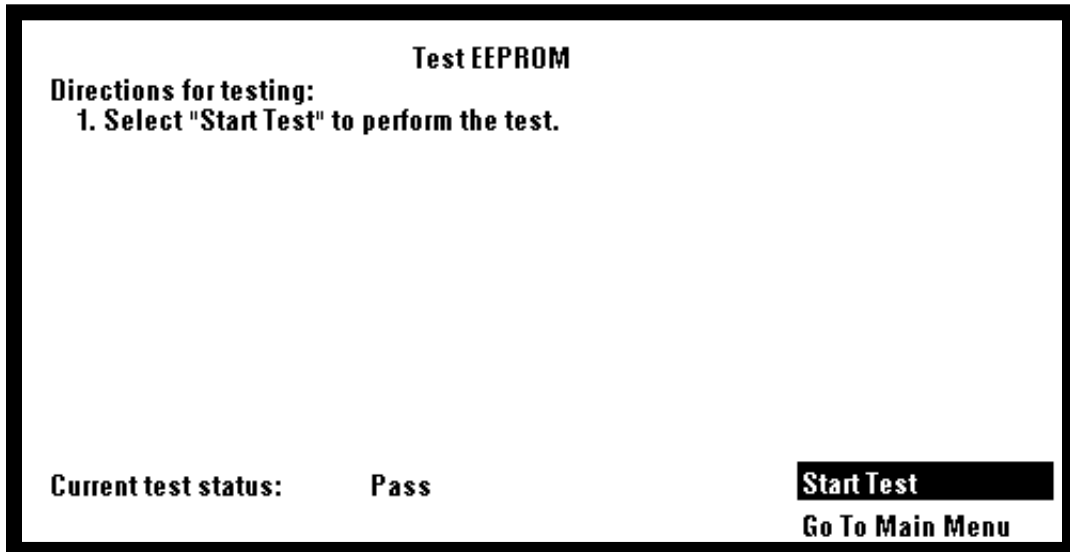 Test EEPROM
Directions for testing:
1. Select "Start Test" to perform the test.
Current test status: Pass
Start Test
Go To Main Menu